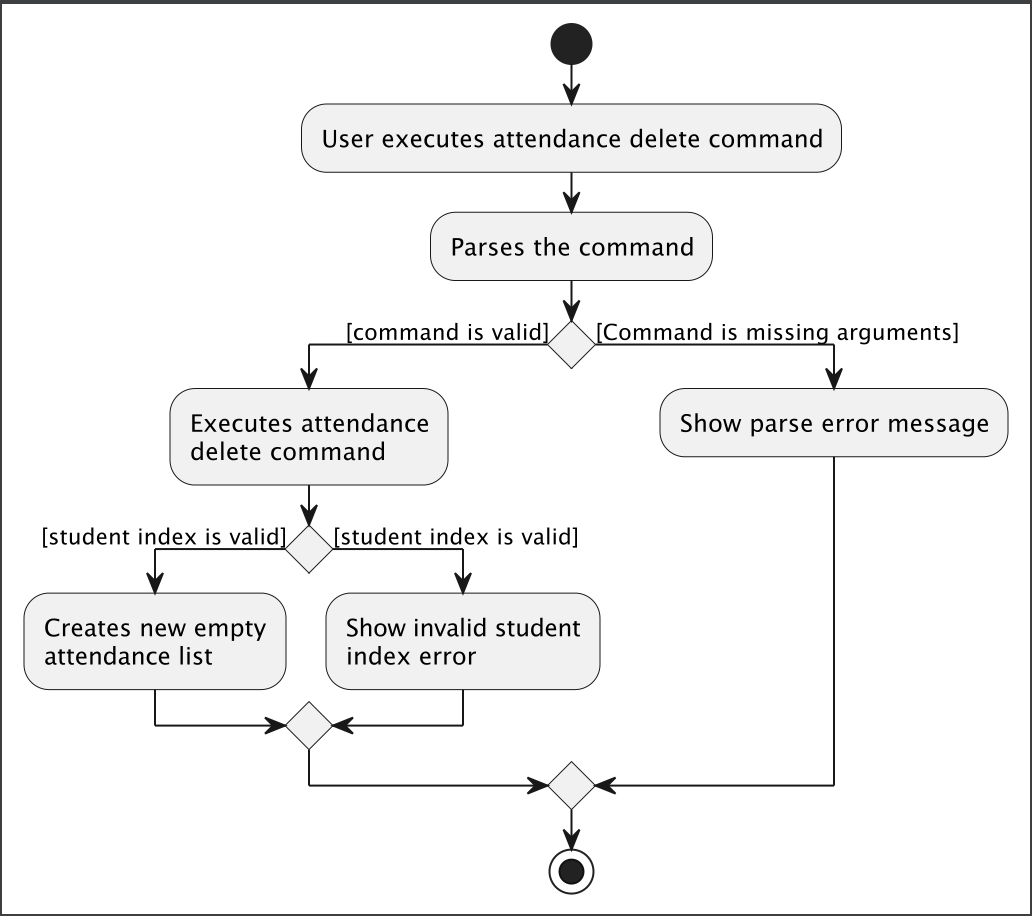 User executes attendance delete command
Parses the command
[command is valid]
[Command is missing arguments]
Executes attendance
delete command
Show parse error message
[student index is valid]
[student index is valid]
Creates new empty
attendance list
Show invalid student
index error